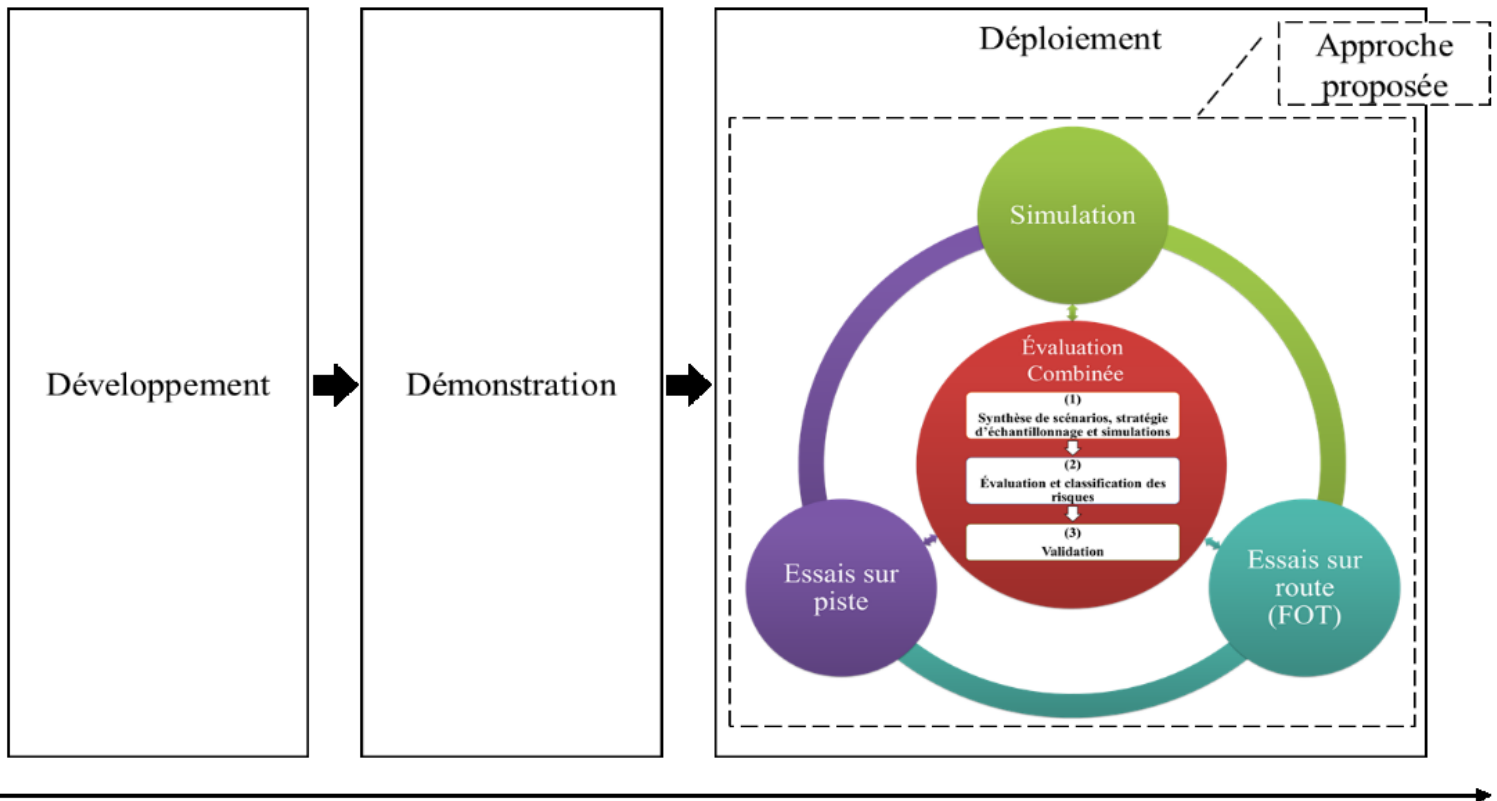 Développement
Démonstration
Déploiement
Approche
proposée
Simulation
Évaluation
Combinée
(1)
Synthèse de scénarios, stratégie
d'échantillonnage et simulations
(2)
Évaluation et classification des
risques
(3)
Validation
Essais sur
piste
Essais sur
route
(FOT)